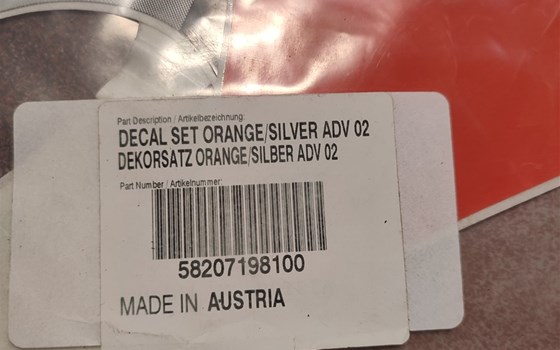 Part Description / Artikelbezeichnung:
DECAL SET ORANGE/SILVER ADV 02
DEKORSATZ ORANGE/SILBER ADV 02
Part Number / Artikelnummer:
58207198100
MADE IN AUSTRIA